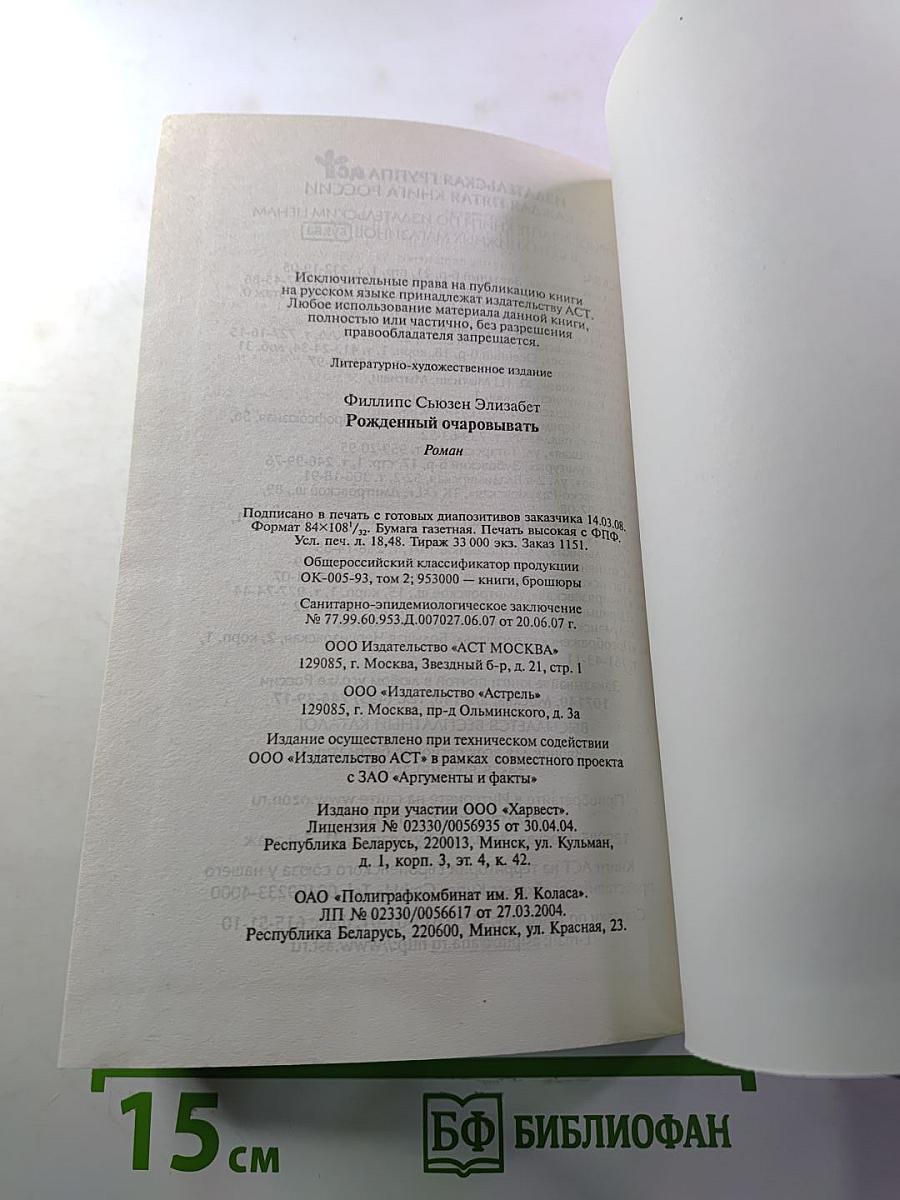 Исключительные права на публикацию книги
на русском языке принадлежат издательству АСТ.
Любое использование материала данной книги,
полностью или частично, без разрешения
правообладателя запрещается.
Литературно-художественное издание
Филлипс Сьюзен Элизабет
Рожденный очаровывать
Роман
Подписано в печать с готовых диапозитивов заказчика 14.03.08.
Формат 84×108¹/₃₂. Бумага газетная. Печать высокая с ФПФ.
Усл. печ. л. 18,48. Тираж 33 000 экз. Заказ 1151.
Общероссийский классификатор продукции
ОК-005-93, том 2; 953000 — книги, брошюры
Санитарно-эпидемиологическое заключение
№ 77.99.60.953.Д.007027.06.07 от 20.06.07 г.
ООО Издательство «АСТ МОСКВА»
129085, г. Москва, Звездный б-р, д. 21, стр. 1
ООО «Издательство «Астрель»
129085, г. Москва, пр-д Ольминского, д. 3а
Издание осуществлено при техническом содействии
ООО «Издательство АСТ» в рамках совместного проекта
с ЗАО «Аргументы и факты»
Издано при участии ООО «Харвест».
Лицензия № 02330/0056935 от 30.04.04.
Республика Беларусь, 220013, Минск, ул. Кульман,
д. 1, корп. 3, эт. 4, к. 42.
ОАО «Полиграфкомбинат им. Я. Коласа».
ЛП № 02330/0056617 от 27.03.2004.
Республика Беларусь, 220600, Минск, ул. Красная, 23.
15 см
БФ БИБЛИОФАН